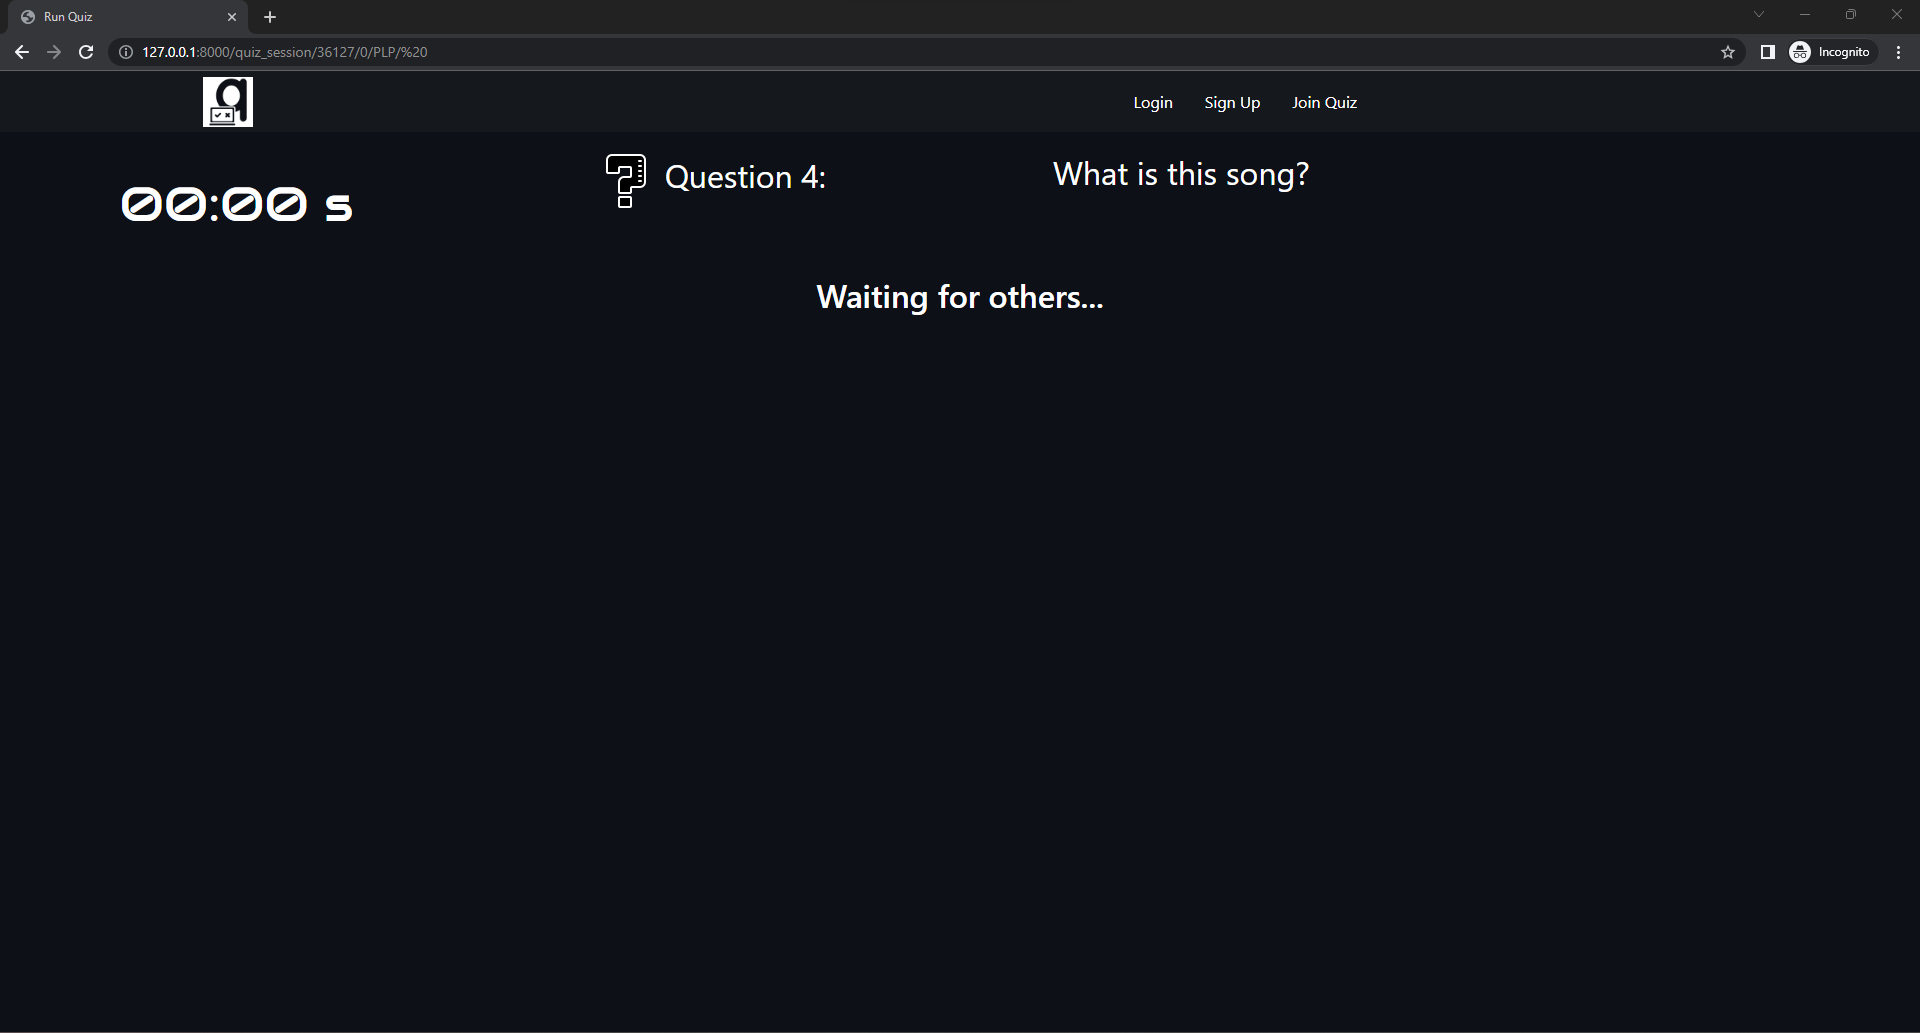 Run Quiz
127.0.0.1:8000/quiz_session/36127/0/PLP/%20
Incognito
q
Login
Sign Up
Join Quiz
00:00 s
Question 4:
What is this song?
Waiting for others...